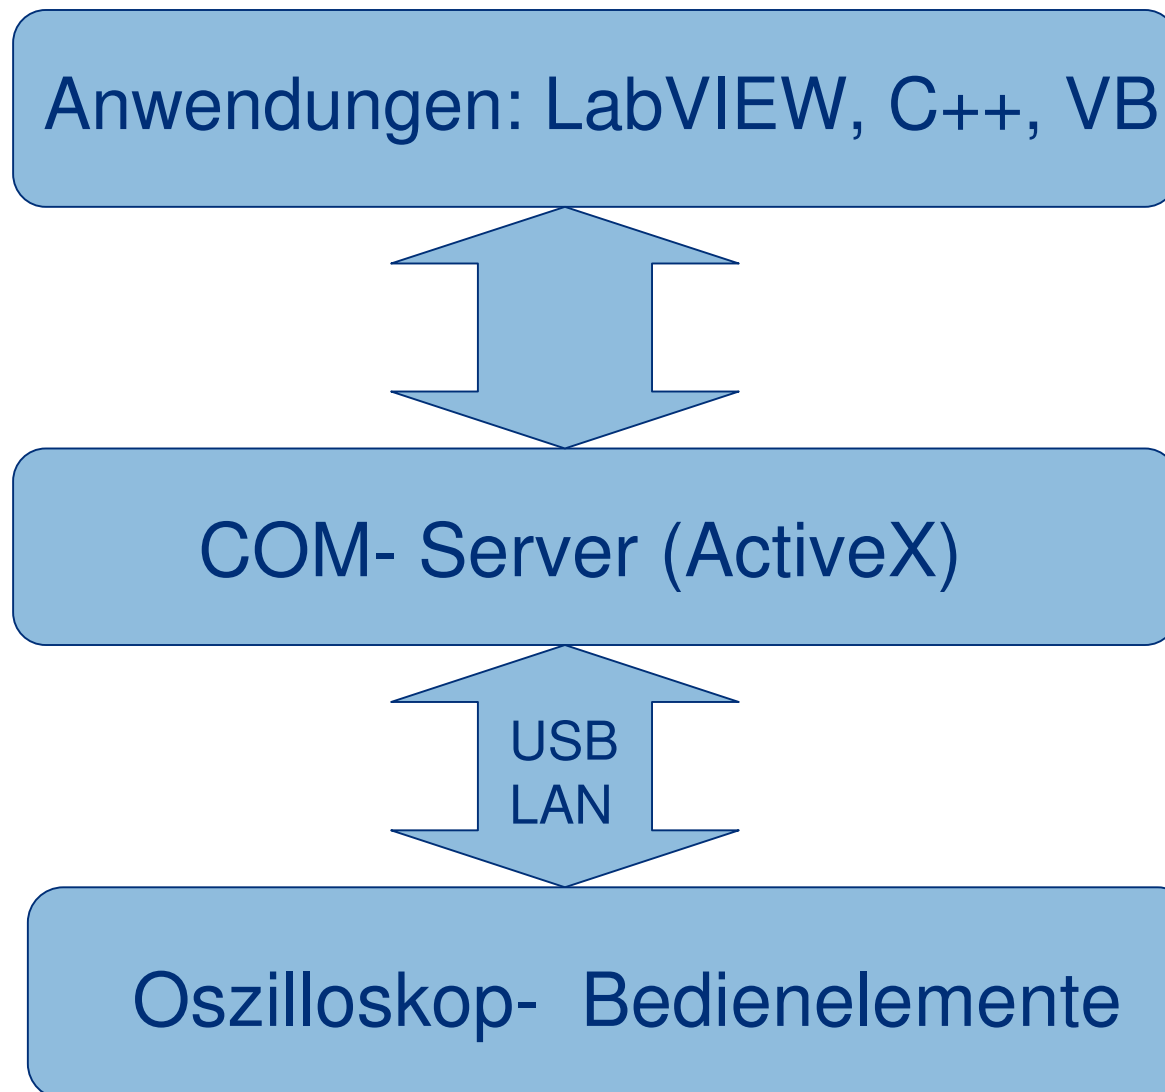 Anwendungen: LabVIEW, C++, VB
COM- Server (ActiveX)
USB
LAN
Oszilloskop- Bedienelemente